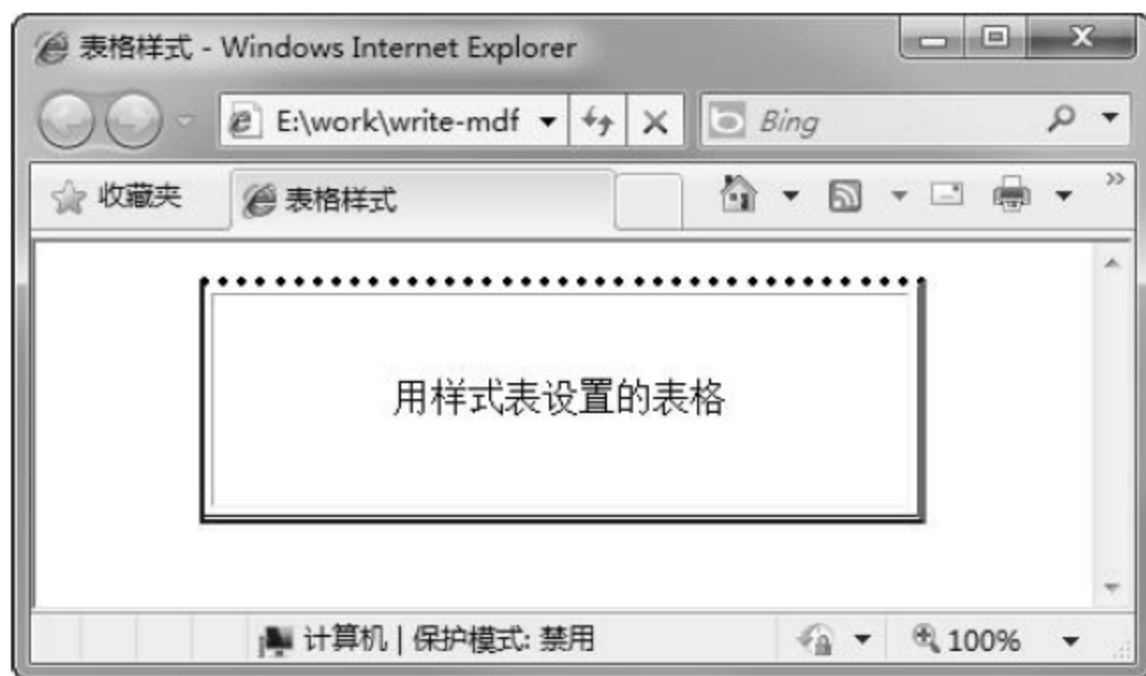 表格样式 - Windows Internet Explorer
E:\work\write-mdf
Bing
收藏夹
表格样式
用样式表设置的表格
计算机 | 保护模式: 禁用
100%